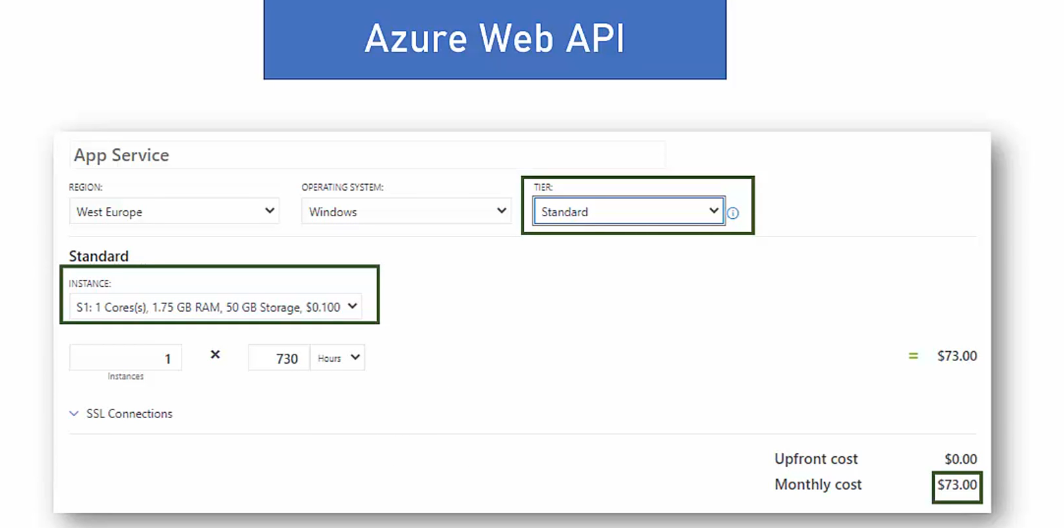 Azure Web API
App Service
REGION: OPERATING SYSTEM: TIER:
West Europe Windows Standard
Standard
INSTANCE:
S1: 1 Cores(s), 1.75 GB RAM, 50 GB Storage, $0.100
1 × 730 Hours = $73.00
Instances
SSL Connections
Upfront cost $0.00
Monthly cost $73.00